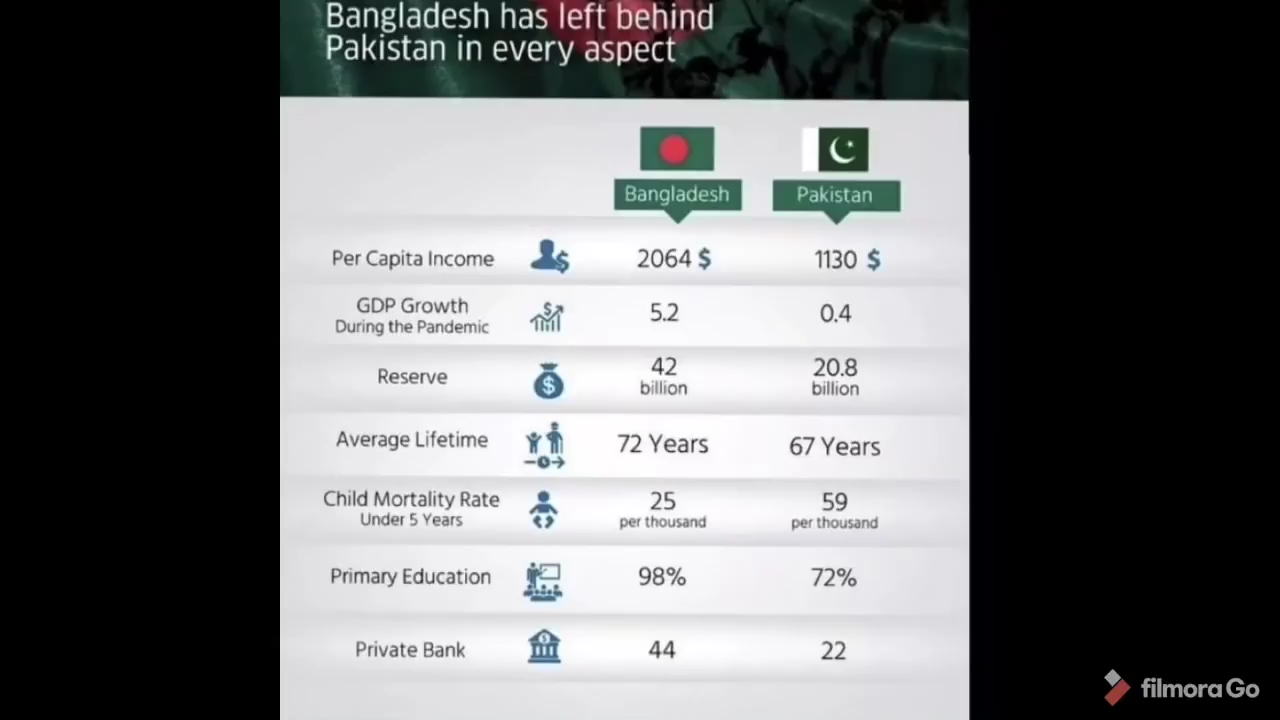 Bangladesh has left behind
Pakistan in every aspect
Bangladesh Pakistan
Per Capita Income 2064 $ 1130 $
GDP Growth
During the Pandemic 5.2 0.4
Reserve 42 billion 20.8 billion
Average Lifetime 72 Years 67 Years
Child Mortality Rate
Under 5 Years 25 per thousand 59 per thousand
Primary Education 98% 72%
Private Bank 44 22
filmoraGo